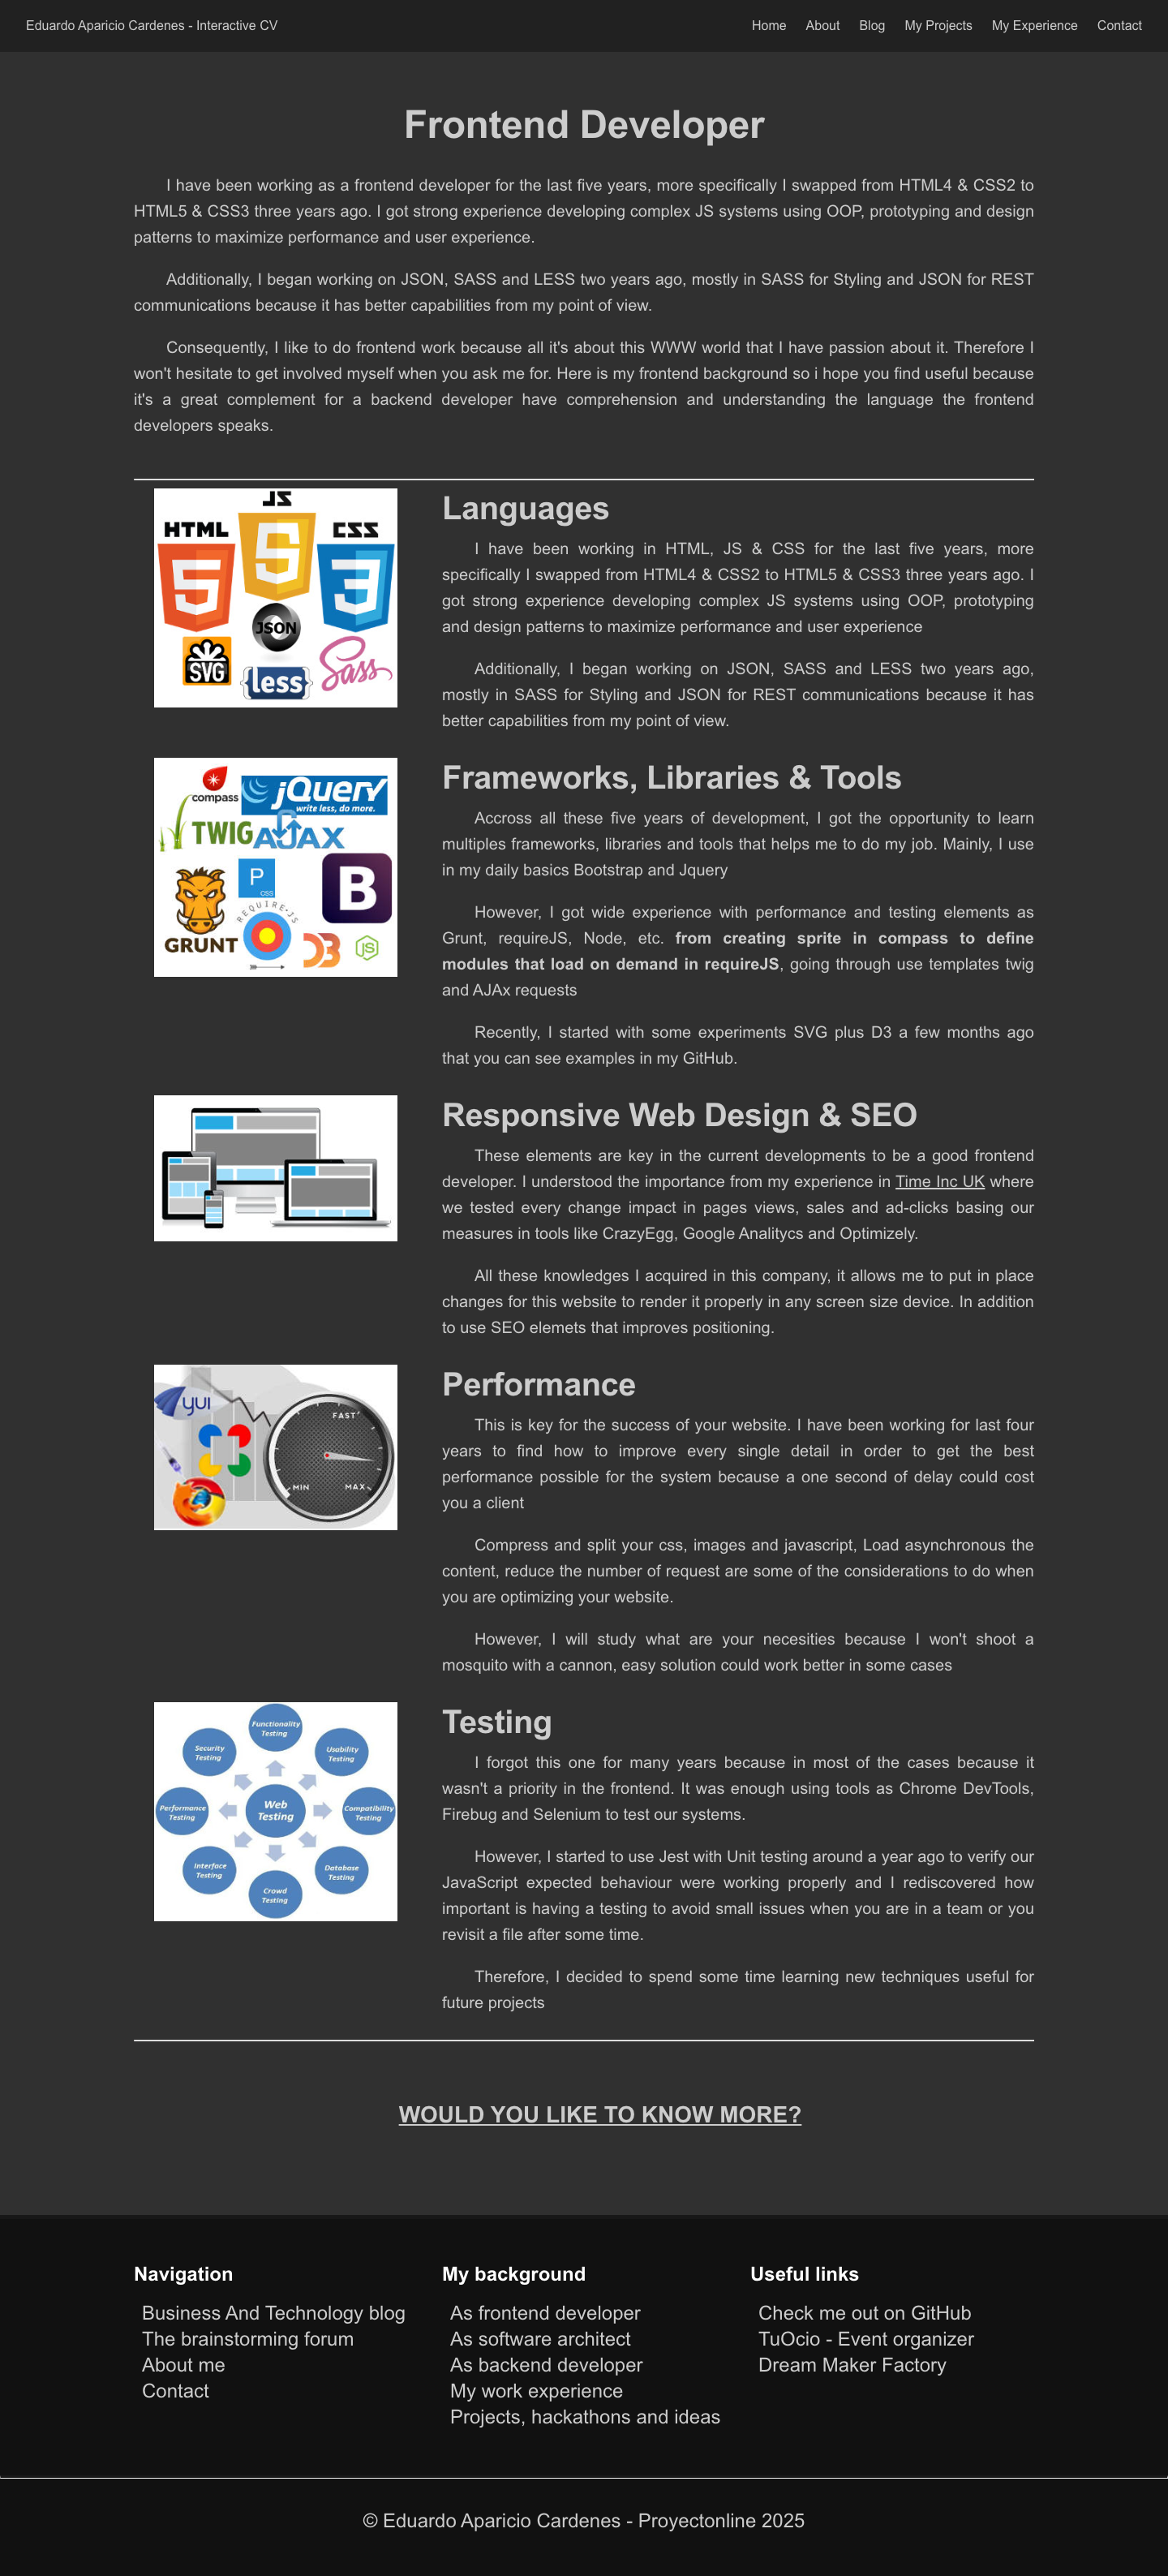 Eduardo Aparicio Cardenes - Interactive CV
Home About Blog My Projects My Experience Contact
Frontend Developer
I have been working as a frontend developer for the last five years, more specifically I swapped from HTML4 & CSS2 to
HTML5 & CSS3 three years ago. I got strong experience developing complex JS systems using OOP, prototyping and design
patterns to maximize performance and user experience.
Additionally, I began working on JSON, SASS and LESS two years ago, mostly in SASS for Styling and JSON for REST
communications because it has better capabilities from my point of view.
Consequently, I like to do frontend work because all it's about this WWW world that I have passion about it. Therefore I
won't hesitate to get involved myself when you ask me for. Here is my frontend background so i hope you find useful because
it's a great complement for a backend developer have comprehension and understanding the language the frontend
developers speaks.
JS
HTML
CSS
5
5
3
JSON
SVG
{less}
Sass
Languages
I have been working in HTML, JS & CSS for the last five years, more
specifically I swapped from HTML4 & CSS2 to HTML5 & CSS3 three years ago. I
got strong experience developing complex JS systems using OOP, prototyping
and design patterns to maximize performance and user experience
Additionally, I began working on JSON, SASS and LESS two years ago,
mostly in SASS for Styling and JSON for REST communications because it has
better capabilities from my point of view.
compass
jQuery
write less, do more.
TWIG
AJAX
P
CSS
B
REQUIRE-JS
GRUNT
D3
JS
Frameworks, Libraries & Tools
Accross all these five years of development, I got the opportunity to learn
multiples frameworks, libraries and tools that helps me to do my job. Mainly, I use
in my daily basics Bootstrap and Jquery
However, I got wide experience with performance and testing elements as
Grunt, requireJS, Node, etc. from creating sprite in compass to define
modules that load on demand in requireJS, going through use templates twig
and AJAx requests
Recently, I started with some experiments SVG plus D3 a few months ago
that you can see examples in my GitHub.
Responsive Web Design & SEO
These elements are key in the current developments to be a good frontend
developer. I understood the importance from my experience in Time Inc UK where
we tested every change impact in pages views, sales and ad-clicks basing our
measures in tools like CrazyEgg, Google Analitycs and Optimizely.
All these knowledges I acquired in this company, it allows me to put in place
changes for this website to render it properly in any screen size device. In addition
to use SEO elemets that improves positioning.
YUI
FAST
MIN
MAX
Performance
This is key for the success of your website. I have been working for last four
years to find how to improve every single detail in order to get the best
performance possible for the system because a one second of delay could cost
you a client
Compress and split your css, images and javascript, Load asynchronous the
content, reduce the number of request are some of the considerations to do when
you are optimizing your website.
However, I will study what are your necesities because I won't shoot a
mosquito with a cannon, easy solution could work better in some cases
Functionality
Testing
Security
Testing
Usability
Testing
Performance
Testing
Web
Testing
Compatibility
Testing
Interface
Testing
Database
Testing
Crowd
Testing
Testing
I forgot this one for many years because in most of the cases because it
wasn't a priority in the frontend. It was enough using tools as Chrome DevTools,
Firebug and Selenium to test our systems.
However, I started to use Jest with Unit testing around a year ago to verify our
JavaScript expected behaviour were working properly and I rediscovered how
important is having a testing to avoid small issues when you are in a team or you
revisit a file after some time.
Therefore, I decided to spend some time learning new techniques useful for
future projects
WOULD YOU LIKE TO KNOW MORE?
Navigation
Business And Technology blog
The brainstorming forum
About me
Contact
My background
As frontend developer
As software architect
As backend developer
My work experience
Projects, hackathons and ideas
Useful links
Check me out on GitHub
TuOcio - Event organizer
Dream Maker Factory
© Eduardo Aparicio Cardenes - Proyectonline 2025